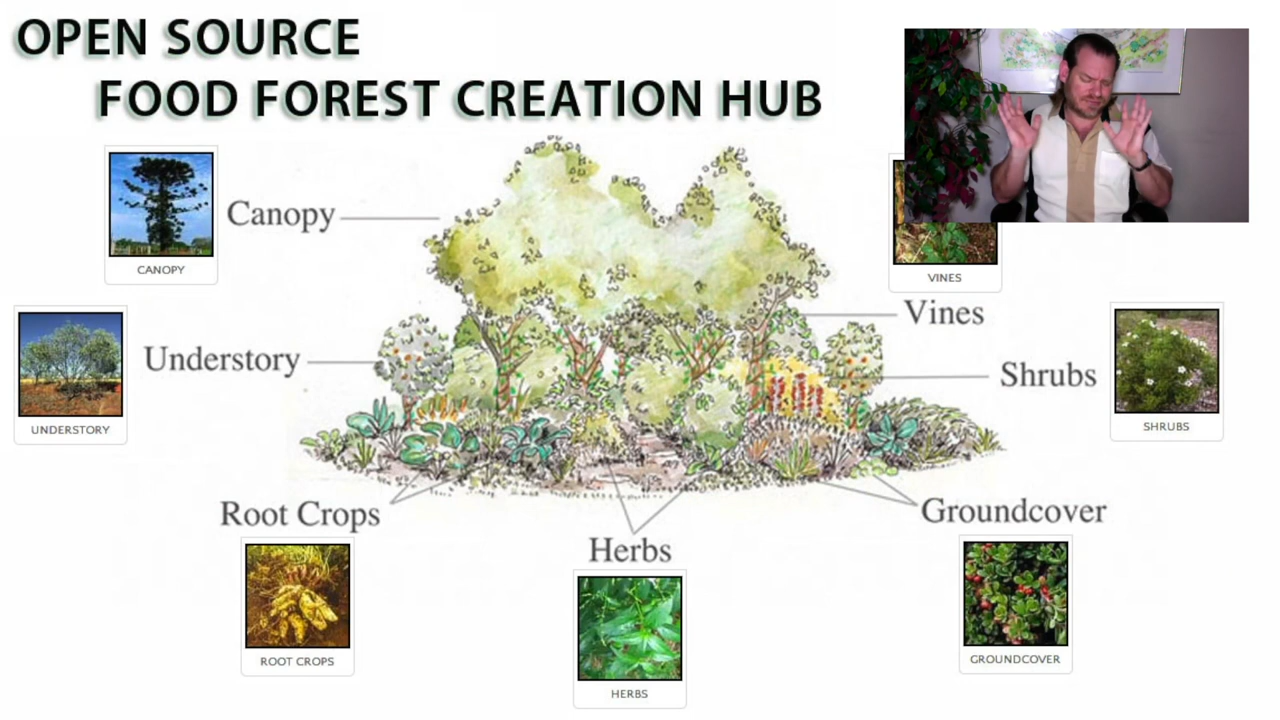 OPEN SOURCE
FOOD FOREST CREATION HUB
CANOPY
Canopy
VINES
Vines
UNDERSTORY
Understory
Shrubs
SHRUBS
Root Crops
ROOT CROPS
Herbs
HERBS
Groundcover
GROUNDCOVER